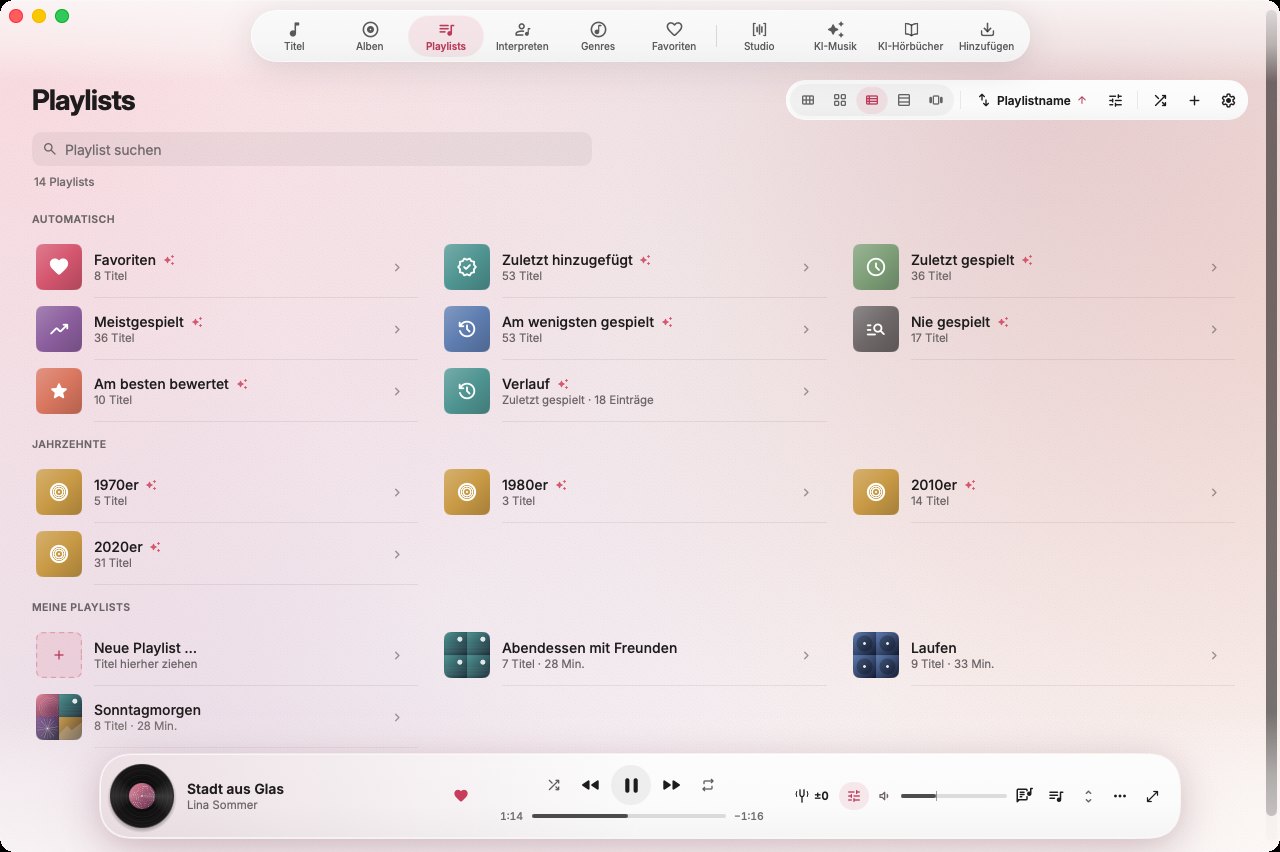 Titel
Alben
Playlists
Interpreten
Genres
Favoriten
Studio
KI-Musik
KI-Hörbücher
Hinzufügen
Playlists
Playlistname
Playlist suchen
14 Playlists
AUTOMATISCH
Favoriten
8 Titel
Zuletzt hinzugefügt
53 Titel
Zuletzt gespielt
36 Titel
Meistgespielt
36 Titel
Am wenigsten gespielt
53 Titel
Nie gespielt
17 Titel
Am besten bewertet
10 Titel
Verlauf
Zuletzt gespielt · 18 Einträge
JAHRZEHNTE
1970er
5 Titel
1980er
3 Titel
2010er
14 Titel
2020er
31 Titel
MEINE PLAYLISTS
Neue Playlist ...
Titel hierher ziehen
Abendessen mit Freunden
7 Titel · 28 Min.
Laufen
9 Titel · 33 Min.
Sonntagmorgen
8 Titel · 28 Min.
Stadt aus Glas
Lina Sommer
1:14
−1:16
±0